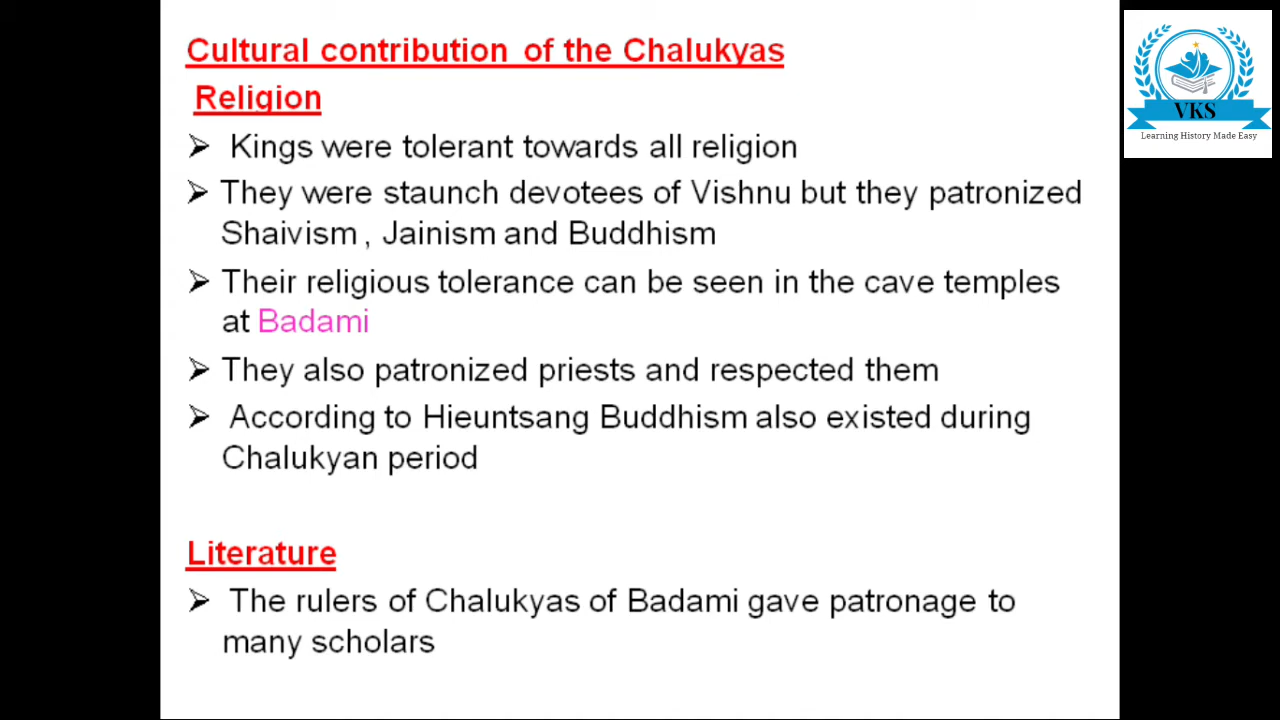 Cultural contribution of the Chalukyas
Religion
➢ Kings were tolerant towards all religion
➢ They were staunch devotees of Vishnu but they patronized
Shaivism , Jainism and Buddhism
➢ Their religious tolerance can be seen in the cave temples
at Badami
➢ They also patronized priests and respected them
➢ According to Hieuntsang Buddhism also existed during
Chalukyan period
Literature
➢ The rulers of Chalukyas of Badami gave patronage to
many scholars
VKS
Learning History Made Easy